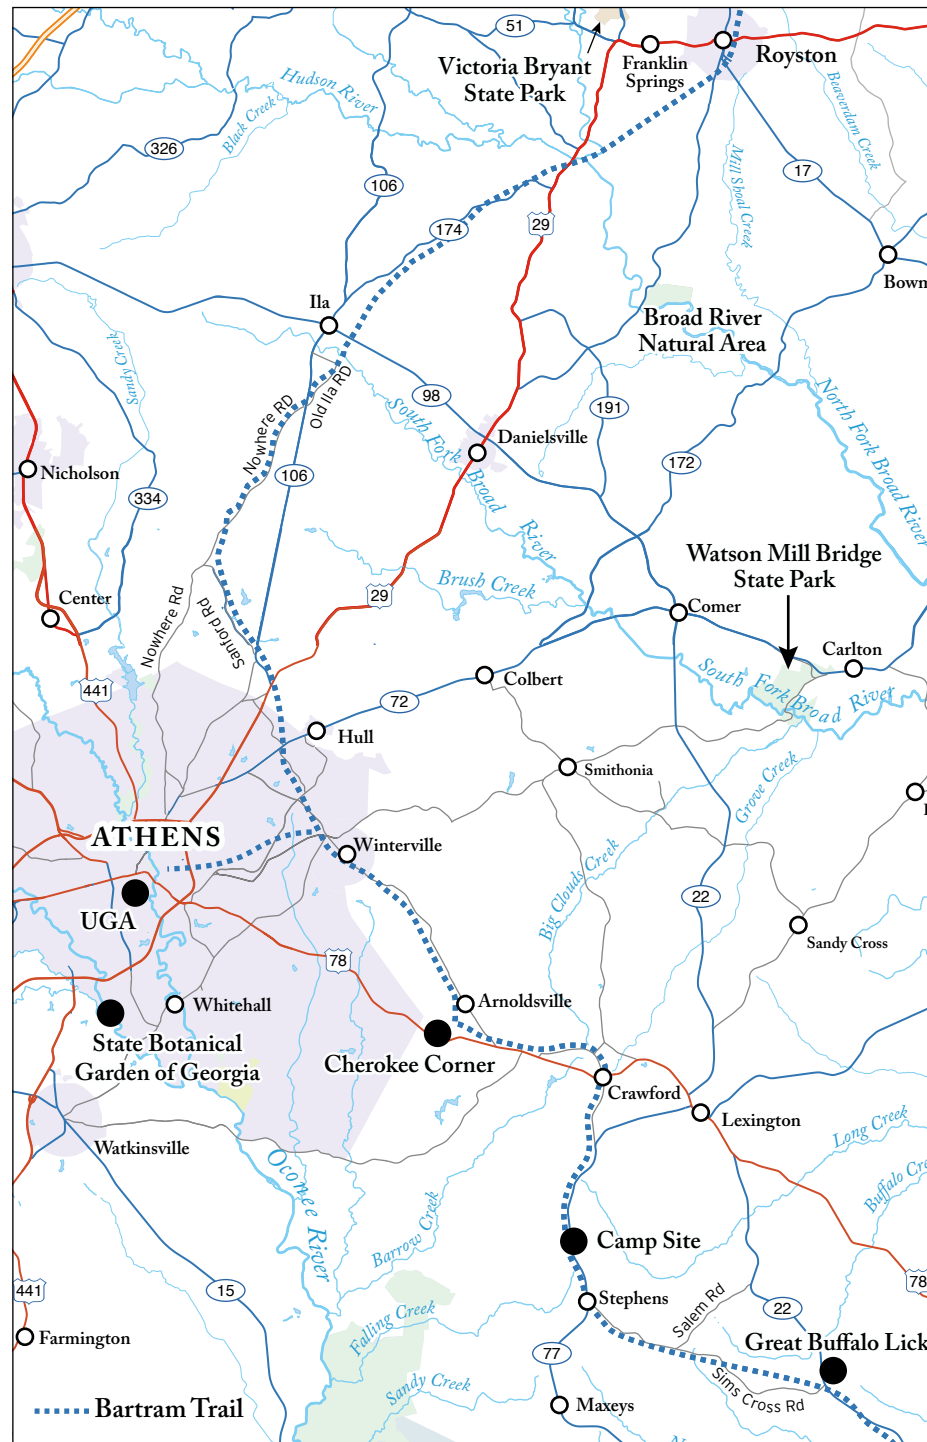 51
Victoria Bryant
State Park
Franklin
Springs
Royston
Hudson River
Black Creek
Beaverdam Creek
326
106
Mill Shoal Creek
17
174
29
Ila
Bowm
Broad River
Natural Area
Sandy Creek
Nowhere RD
Old Ila RD
98
South Fork Broad River
191
North Fork Broad River
Danielsville
Nicholson
106
172
334
Watson Mill Bridge
State Park
Brush Creek
29
Center
Nowhere Rd
Sanford Rd
Comer
Carlton
441
Colbert
South Fork Broad River
72
Hull
Smithonia
Grove Creek
ATHENS
Winterville
Big Clouds Creek
UGA
22
Sandy Cross
78
Whitehall
Arnoldsville
State Botanical
Garden of Georgia
Cherokee Corner
Crawford
Lexington
Long Creek
Watkinsville
Buffalo Cre
Oconee River
Barrow Creek
Camp Site
441
15
78
Stephens
Salem Rd
22
Falling Creek
Farmington
Great Buffalo Lick
77
Sandy Creek
Sims Cross Rd
Maxeys
Bartram Trail